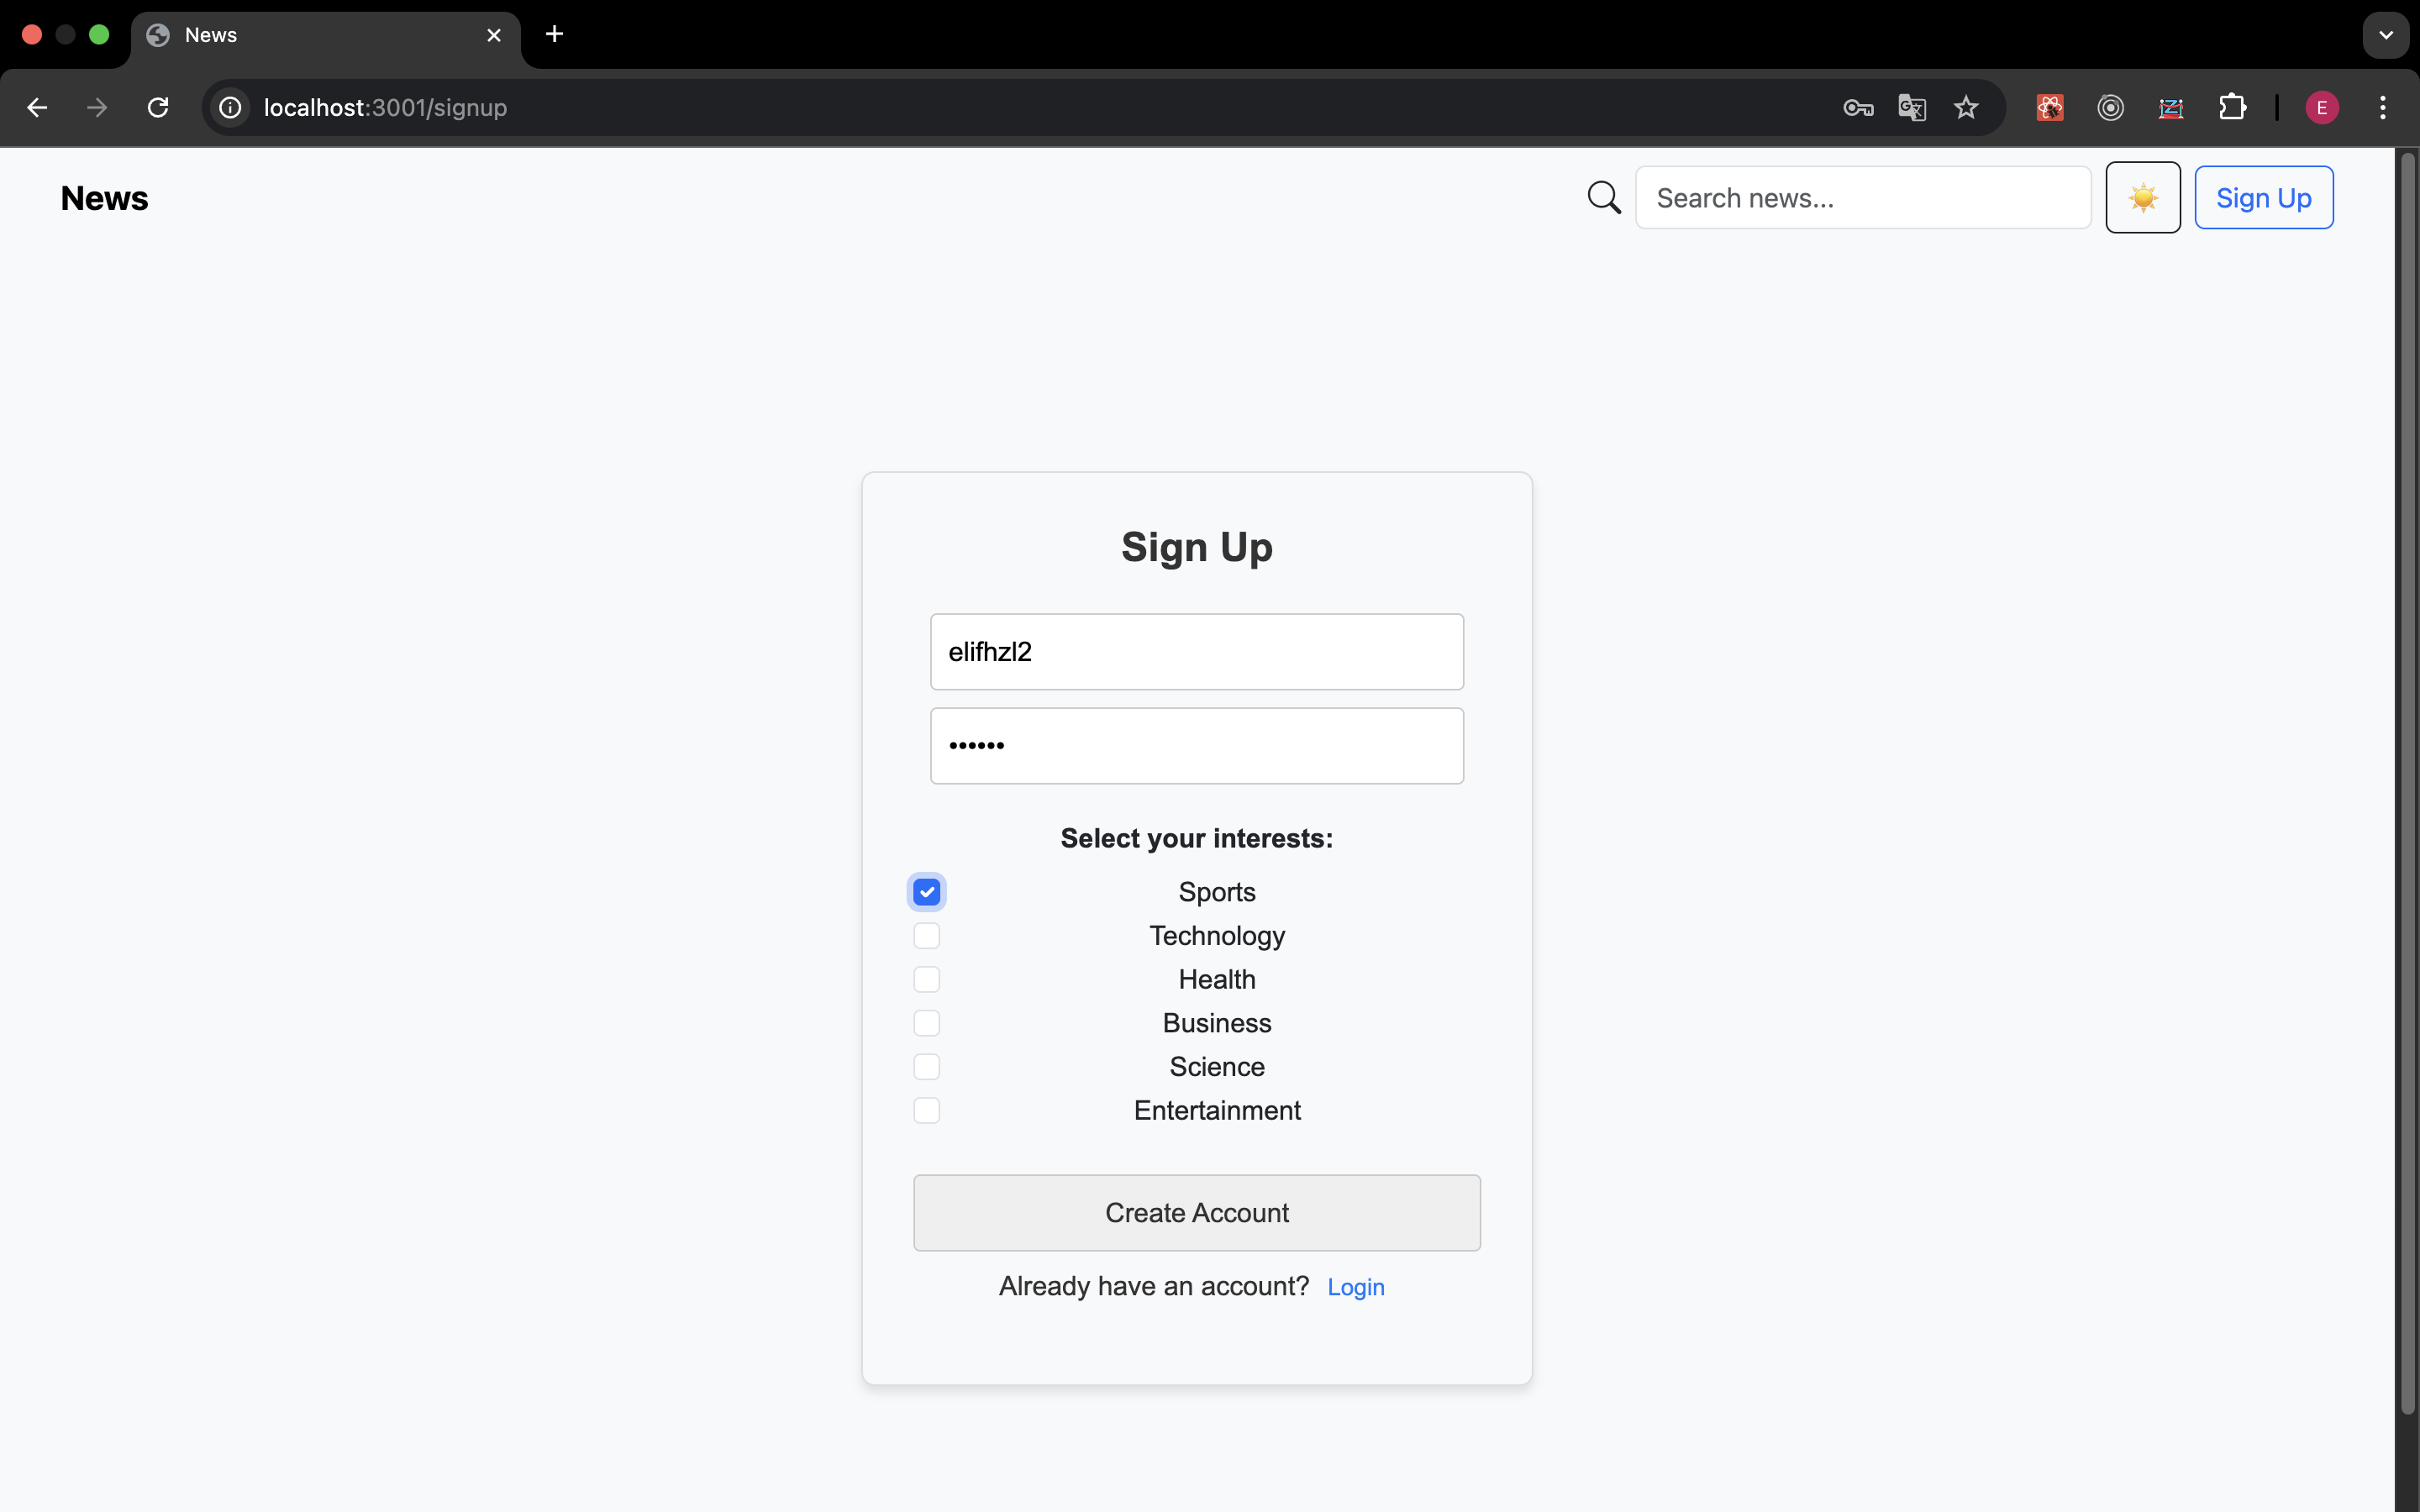 News
localhost:3001/signup
E
News
Search news...
Sign Up
Sign Up
elifhzl2
••••••
Select your interests:
Sports
Technology
Health
Business
Science
Entertainment
Create Account
Already have an account? Login